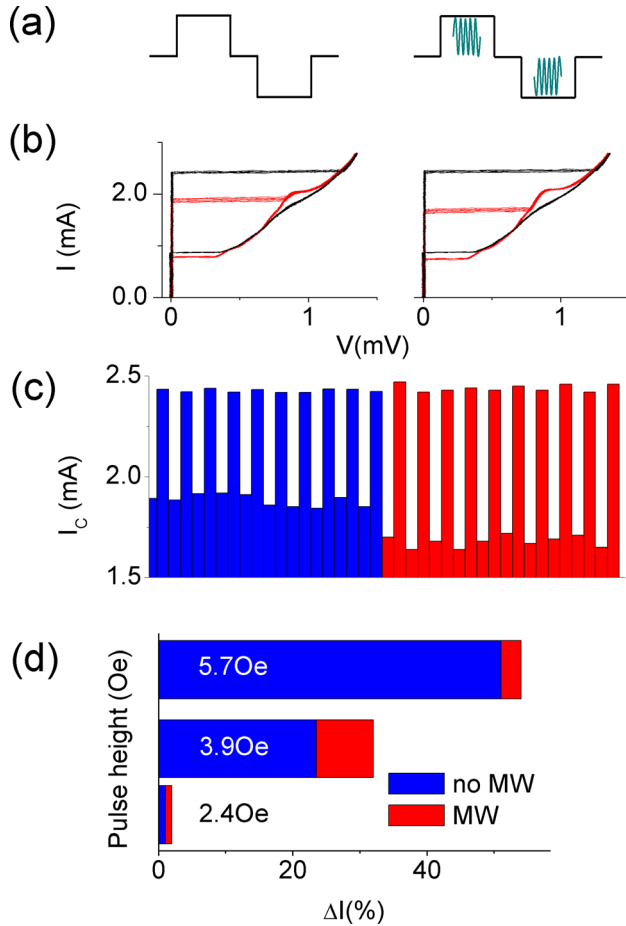 (a)
(b)
I (mA)
2.0
0.0
0
1
0
1
V(mV)
(c)
I_C (mA)
2.5
2.0
1.5
(d)
Pulse height (Oe)
5.7Oe
3.9Oe
2.4Oe
no MW
MW
0
20
40
ΔI(%)